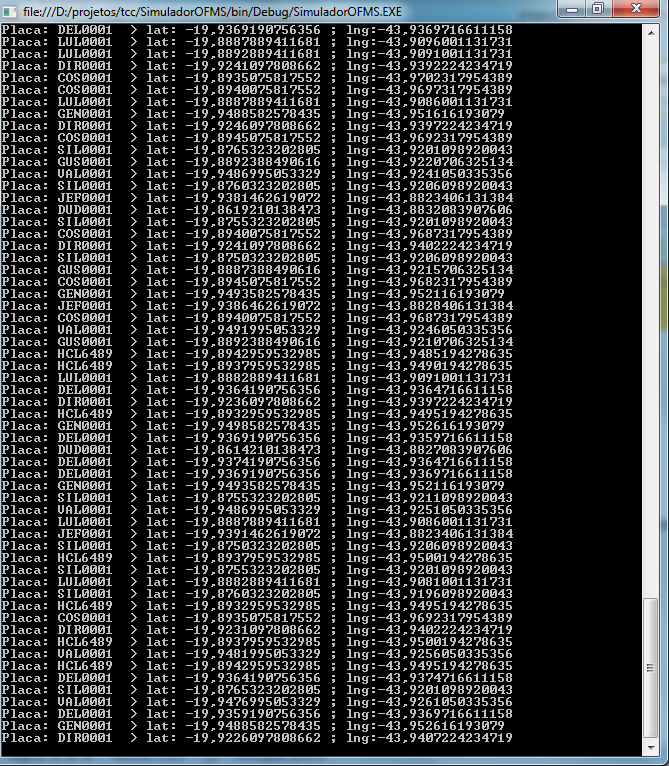 file:///D:/projetos/tcc/SimuladorOFMS/bin/Debug/SimuladorOFMS.EXE
Placa: DEL0001 > lat: -19,9369190756356 ; lng:-43,9369716611158
Placa: LUL0001 > lat: -19,8887889411681 ; lng:-43,9096001131731
Placa: LUL0001 > lat: -19,8892889411681 ; lng:-43,9091001131731
Placa: DIR0001 > lat: -19,9241097808662 ; lng:-43,9392224234719
Placa: COS0001 > lat: -19,8935075817552 ; lng:-43,9702317954389
Placa: COS0001 > lat: -19,8940075817552 ; lng:-43,9697317954389
Placa: LUL0001 > lat: -19,8887889411681 ; lng:-43,9086001131731
Placa: GEN0001 > lat: -19,9488582578435 ; lng:-43,951616193079
Placa: DIR0001 > lat: -19,9246097808662 ; lng:-43,9397224234719
Placa: COS0001 > lat: -19,8945075817552 ; lng:-43,9692317954389
Placa: SIL0001 > lat: -19,8765323202805 ; lng:-43,9201098920043
Placa: GUS0001 > lat: -19,8892388490616 ; lng:-43,9220706325134
Placa: VAL0001 > lat: -19,9486995053329 ; lng:-43,9241050335356
Placa: SIL0001 > lat: -19,8760323202805 ; lng:-43,9206098920043
Placa: JEF0001 > lat: -19,9381462619072 ; lng:-43,8823406131384
Placa: DUD0001 > lat: -19,8619210138473 ; lng:-43,8832083907606
Placa: SIL0001 > lat: -19,8755323202805 ; lng:-43,9201098920043
Placa: COS0001 > lat: -19,8940075817552 ; lng:-43,9687317954389
Placa: DIR0001 > lat: -19,9241097808662 ; lng:-43,9402224234719
Placa: SIL0001 > lat: -19,8750323202805 ; lng:-43,9206098920043
Placa: GUS0001 > lat: -19,8887388490616 ; lng:-43,9215706325134
Placa: COS0001 > lat: -19,8945075817552 ; lng:-43,9682317954389
Placa: GEN0001 > lat: -19,9493582578435 ; lng:-43,952116193079
Placa: JEF0001 > lat: -19,9386462619072 ; lng:-43,8828406131384
Placa: COS0001 > lat: -19,8940075817552 ; lng:-43,9687317954389
Placa: VAL0001 > lat: -19,9491995053329 ; lng:-43,9246050335356
Placa: GUS0001 > lat: -19,8892388490616 ; lng:-43,9210706325134
Placa: HCL6489 > lat: -19,8942959532985 ; lng:-43,9485194278635
Placa: HCL6489 > lat: -19,8937959532985 ; lng:-43,9490194278635
Placa: LUL0001 > lat: -19,8882889411681 ; lng:-43,9091001131731
Placa: DEL0001 > lat: -19,9364190756356 ; lng:-43,9364716611158
Placa: DIR0001 > lat: -19,9236097808662 ; lng:-43,9397224234719
Placa: HCL6489 > lat: -19,8932959532985 ; lng:-43,9495194278635
Placa: GEN0001 > lat: -19,9498582578435 ; lng:-43,952616193079
Placa: DEL0001 > lat: -19,9369190756356 ; lng:-43,9359716611158
Placa: DUD0001 > lat: -19,8614210138473 ; lng:-43,8827083907606
Placa: DEL0001 > lat: -19,9374190756356 ; lng:-43,9364716611158
Placa: DEL0001 > lat: -19,9369190756356 ; lng:-43,9369716611158
Placa: GEN0001 > lat: -19,9493582578435 ; lng:-43,952116193079
Placa: SIL0001 > lat: -19,8755323202805 ; lng:-43,9211098920043
Placa: VAL0001 > lat: -19,9486995053329 ; lng:-43,9251050335356
Placa: LUL0001 > lat: -19,8887889411681 ; lng:-43,9086001131731
Placa: JEF0001 > lat: -19,9391462619072 ; lng:-43,8823406131384
Placa: SIL0001 > lat: -19,8750323202805 ; lng:-43,9206098920043
Placa: HCL6489 > lat: -19,8937959532985 ; lng:-43,9500194278635
Placa: SIL0001 > lat: -19,8755323202805 ; lng:-43,9201098920043
Placa: LUL0001 > lat: -19,8882889411681 ; lng:-43,9081001131731
Placa: SIL0001 > lat: -19,8760323202805 ; lng:-43,9196098920043
Placa: HCL6489 > lat: -19,8932959532985 ; lng:-43,9495194278635
Placa: COS0001 > lat: -19,8935075817552 ; lng:-43,9692317954389
Placa: DIR0001 > lat: -19,9231097808662 ; lng:-43,9402224234719
Placa: HCL6489 > lat: -19,8937959532985 ; lng:-43,9500194278635
Placa: VAL0001 > lat: -19,9481995053329 ; lng:-43,9256050335356
Placa: HCL6489 > lat: -19,8942959532985 ; lng:-43,9495194278635
Placa: DEL0001 > lat: -19,9364190756356 ; lng:-43,9374716611158
Placa: SIL0001 > lat: -19,8765323202805 ; lng:-43,9201098920043
Placa: VAL0001 > lat: -19,9476995053329 ; lng:-43,9261050335356
Placa: DEL0001 > lat: -19,9359190756356 ; lng:-43,9369716611158
Placa: GEN0001 > lat: -19,9488582578435 ; lng:-43,952616193079
Placa: DIR0001 > lat: -19,9226097808662 ; lng:-43,9407224234719